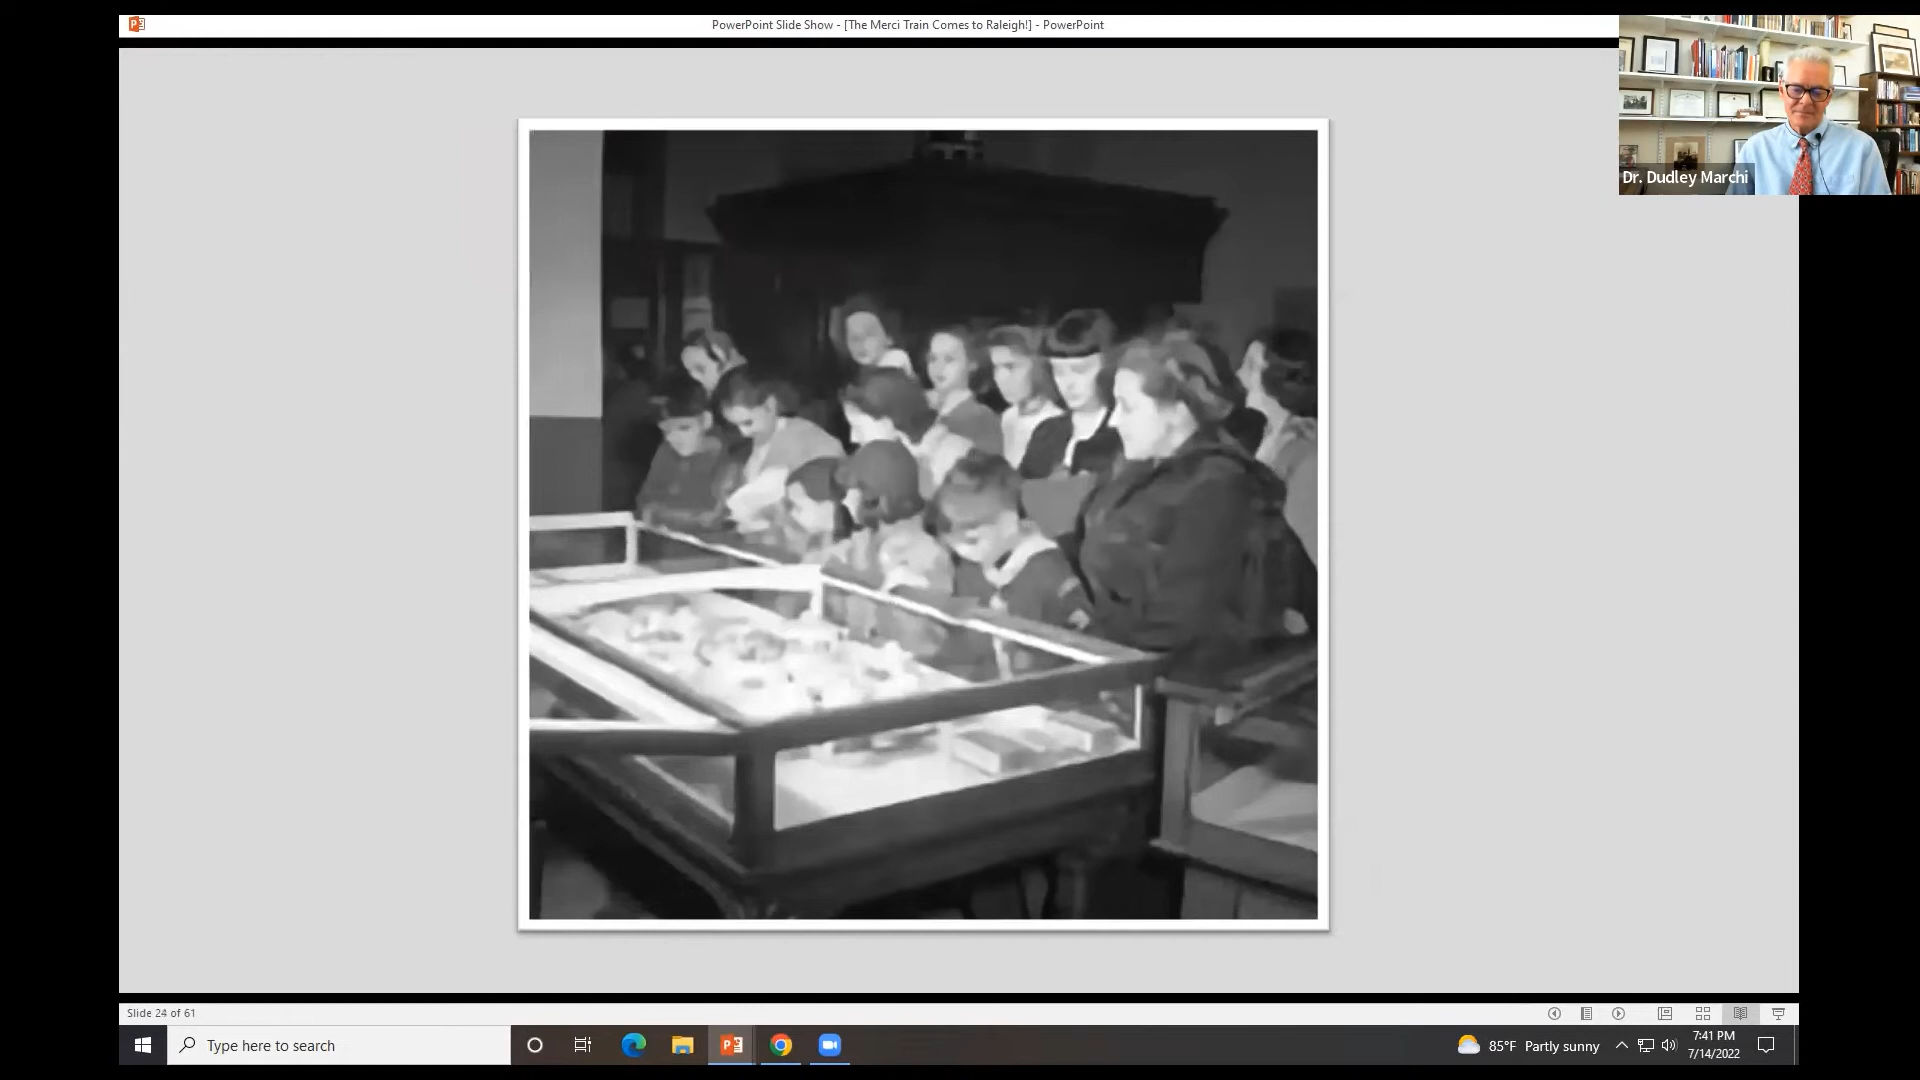 PowerPoint Slide Show - [The Merci Train Comes to Raleigh!] - PowerPoint
Dr. Dudley Marchi
Slide 24 of 61
Type here to search
85°F Partly sunny
7:41 PM
7/14/2022